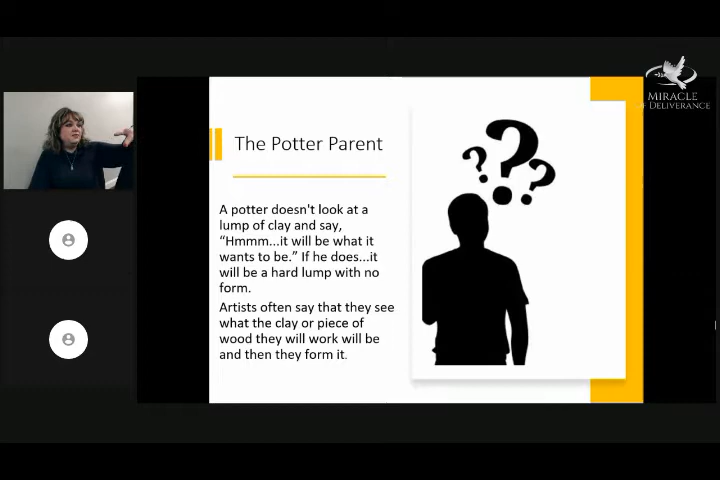 MIRACLE
OF DELIVERANCE
The Potter Parent
A potter doesn't look at a
lump of clay and say,
“Hmmm...it will be what it
wants to be.” If he does...it
will be a hard lump with no
form.
Artists often say that they see
what the clay or piece of
wood they will work will be
and then they form it.
? ? ?